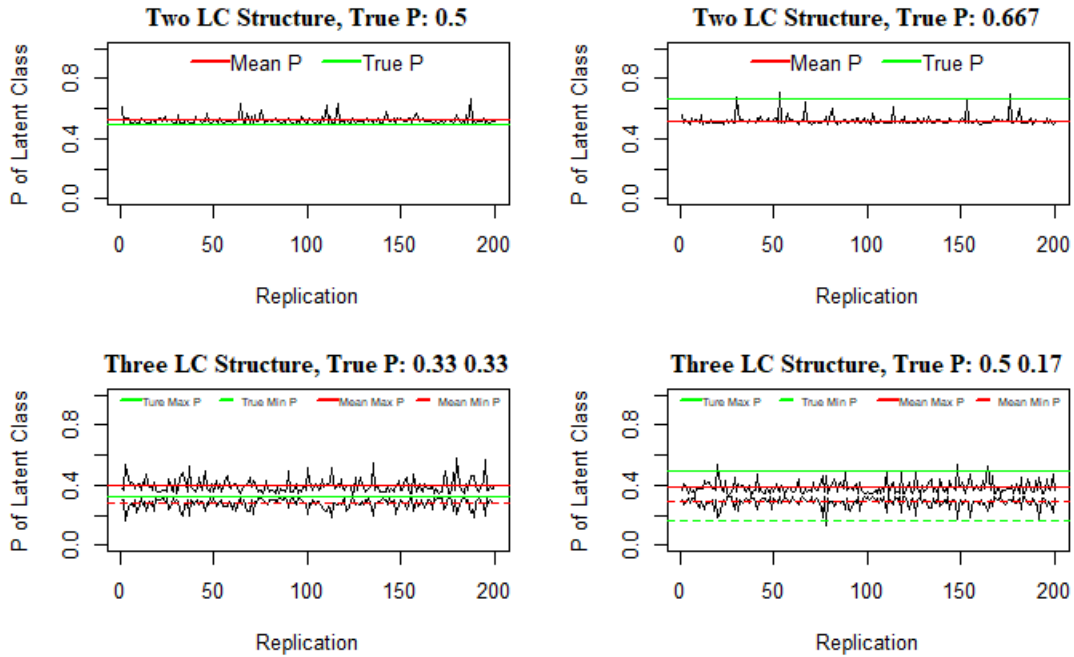 Two LC Structure, True P: 0.5
P of Latent Class
0.8
0.4
0.0
Mean P True P
0 50 100 150 200
Replication
Two LC Structure, True P: 0.667
P of Latent Class
0.8
0.4
0.0
Mean P True P
0 50 100 150 200
Replication
Three LC Structure, True P: 0.33 0.33
P of Latent Class
0.8
0.4
0.0
Ture Max P True Min P Mean Max P Mean Min P
0 50 100 150 200
Replication
Three LC Structure, True P: 0.5 0.17
P of Latent Class
0.8
0.4
0.0
Ture Max P True Min P Mean Max P Mean Min P
0 50 100 150 200
Replication